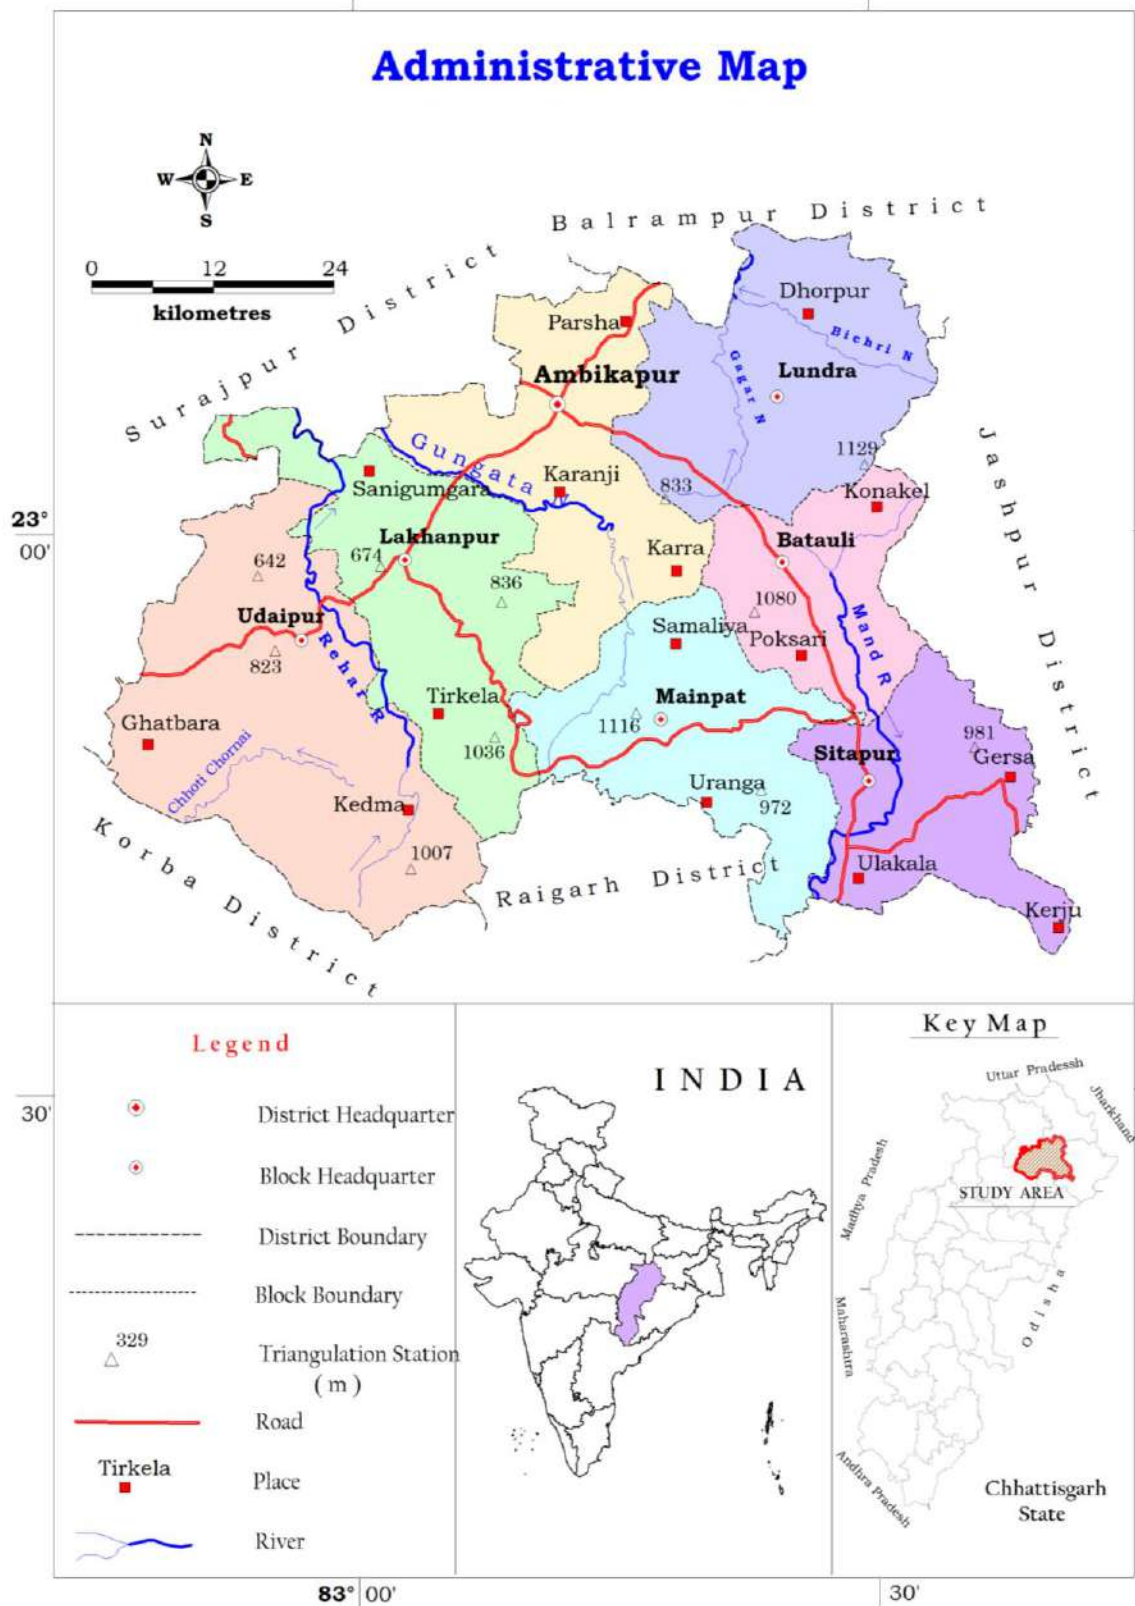 Administrative Map
N
W E
S
0 12 24
kilometres
Balrampur District
Surajpur District
Jashpur District
Korba District
Raigarh District
Dhorpur
Parsha
Bichri N
Ambikapur
Lundra
Gagar N
Gungata
1129
Sanigumgara
Karanji
833
Konakel
23°
00'
Lakhanpur
Batauli
642
674
Karra
836
1080
Udaipur
Rehar R
Samaliya
Poksari
Mand R
823
Tirkela
Mainpat
Ghatbara
1036
1116
981
Sitapur
Gersa
Chhoti Chornai
Kedma
Uranga
972
1007
Ulakala
Kerju
Legend
District Headquarter
Block Headquarter
District Boundary
Block Boundary
329
Triangulation Station
( m )
Road
Tirkela
Place
River
30'
INDIA
Key Map
Uttar Pradessh
Jharkhand
Madhya Pradesh
STUDY AREA
Odisha
Maharashtra
Andhra Pradesh
Chhattisgarh
State
83° 00'
30'